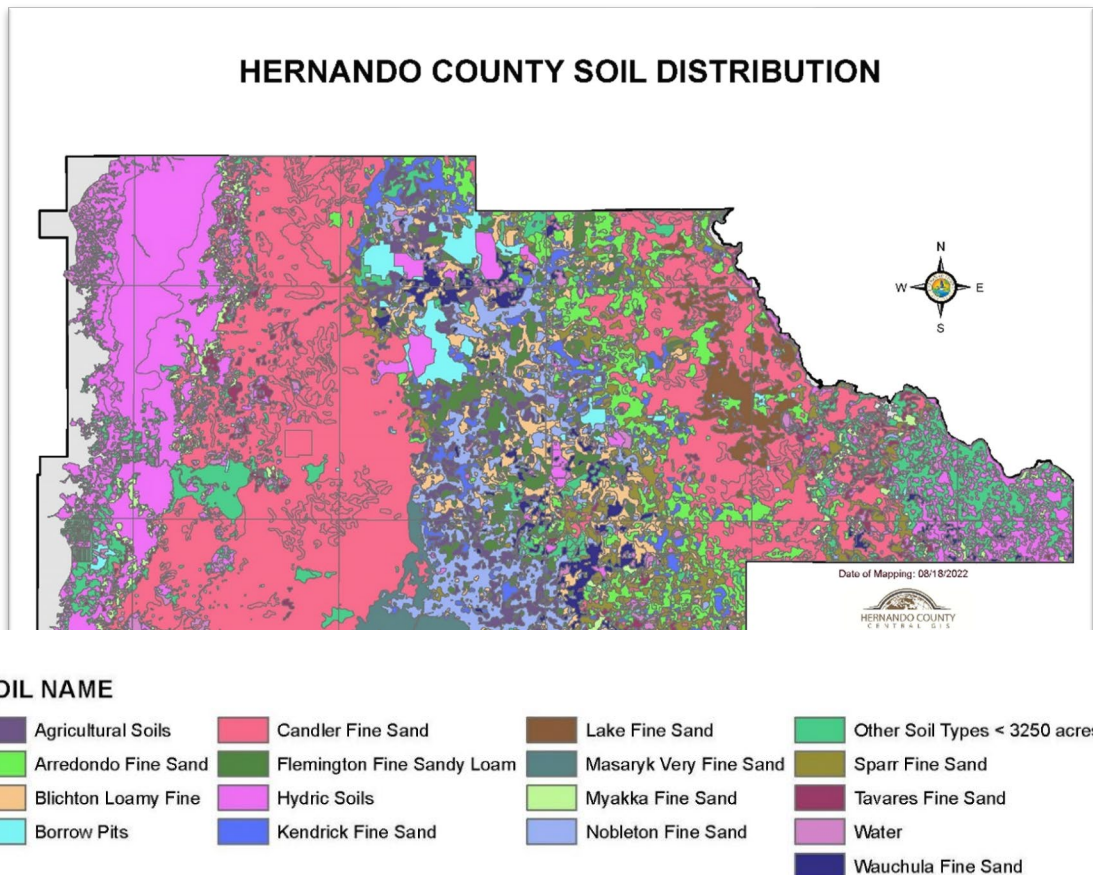 HERNANDO COUNTY SOIL DISTRIBUTION
N
W E
S
Date of Mapping: 08/18/2022
HERNANDO COUNTY
CENTRAL GIS
OIL NAME
Agricultural Soils
Arredondo Fine Sand
Blichton Loamy Fine
Borrow Pits
Candler Fine Sand
Flemington Fine Sandy Loam
Hydric Soils
Kendrick Fine Sand
Lake Fine Sand
Masaryk Very Fine Sand
Myakka Fine Sand
Nobleton Fine Sand
Other Soil Types < 3250 acres
Sparr Fine Sand
Tavares Fine Sand
Water
Wauchula Fine Sand